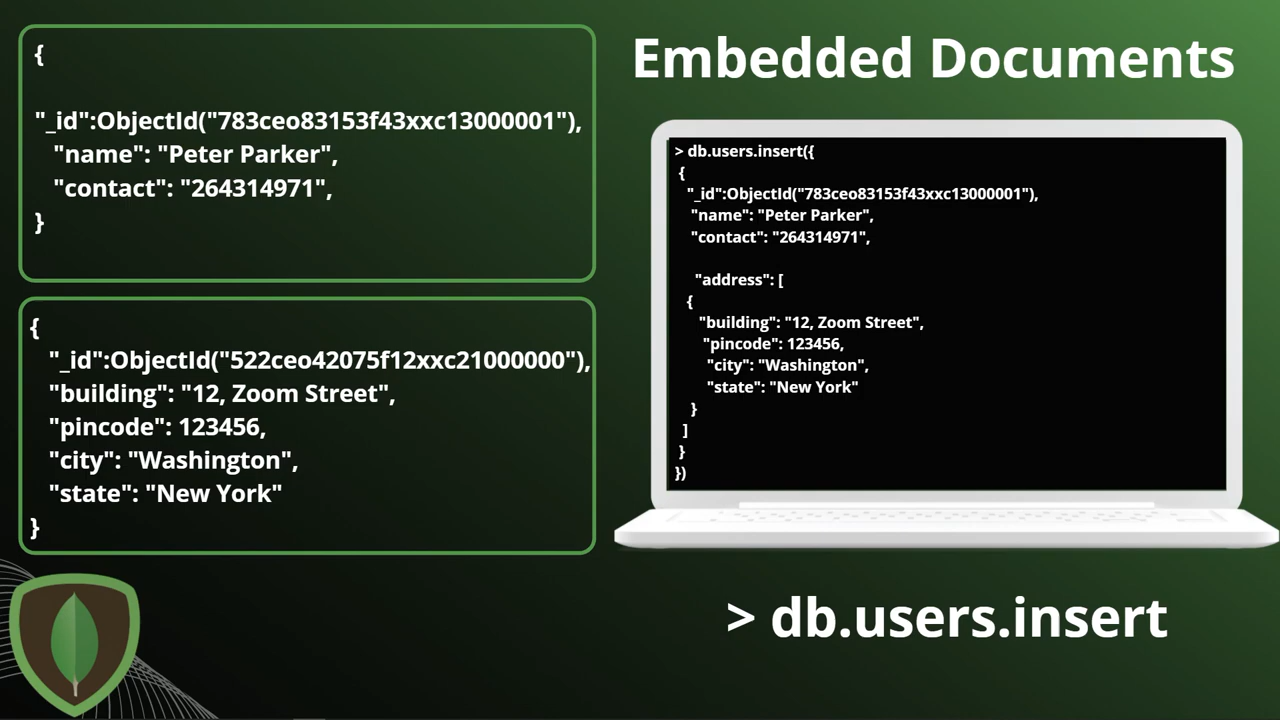 {
"_id":ObjectId("783ceo83153f43xxc13000001"),
"name": "Peter Parker",
"contact": "264314971",
}
{
"_id":ObjectId("522ceo42075f12xxc21000000"),
"building": "12, Zoom Street",
"pincode": 123456,
"city": "Washington",
"state": "New York"
}
Embedded Documents
> db.users.insert({
{
"_id":ObjectId("783ceo83153f43xxc13000001"),
"name": "Peter Parker",
"contact": "264314971",
"address": [
{
"building": "12, Zoom Street",
"pincode": 123456,
"city": "Washington",
"state": "New York"
}
]
}
})
> db.users.insert